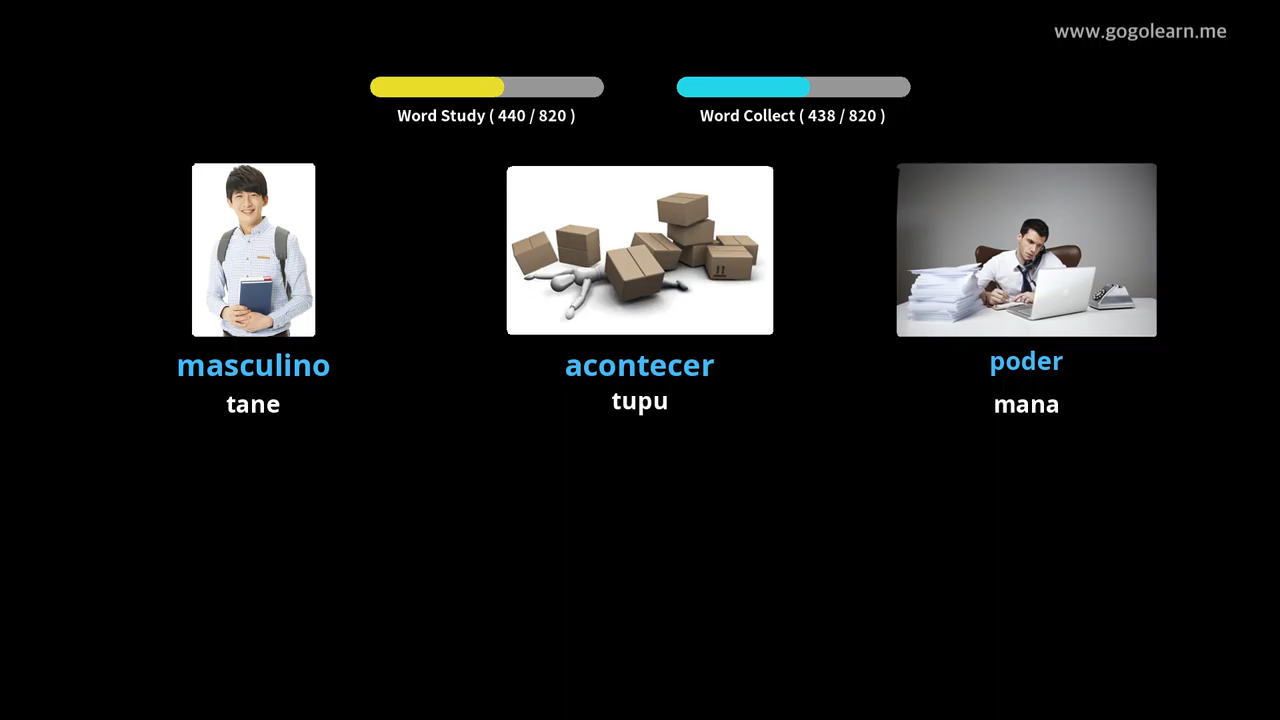 www.gogolearn.me
Word Study ( 440 / 820 )
Word Collect ( 438 / 820 )
masculino
tane
acontecer
tupu
poder
mana